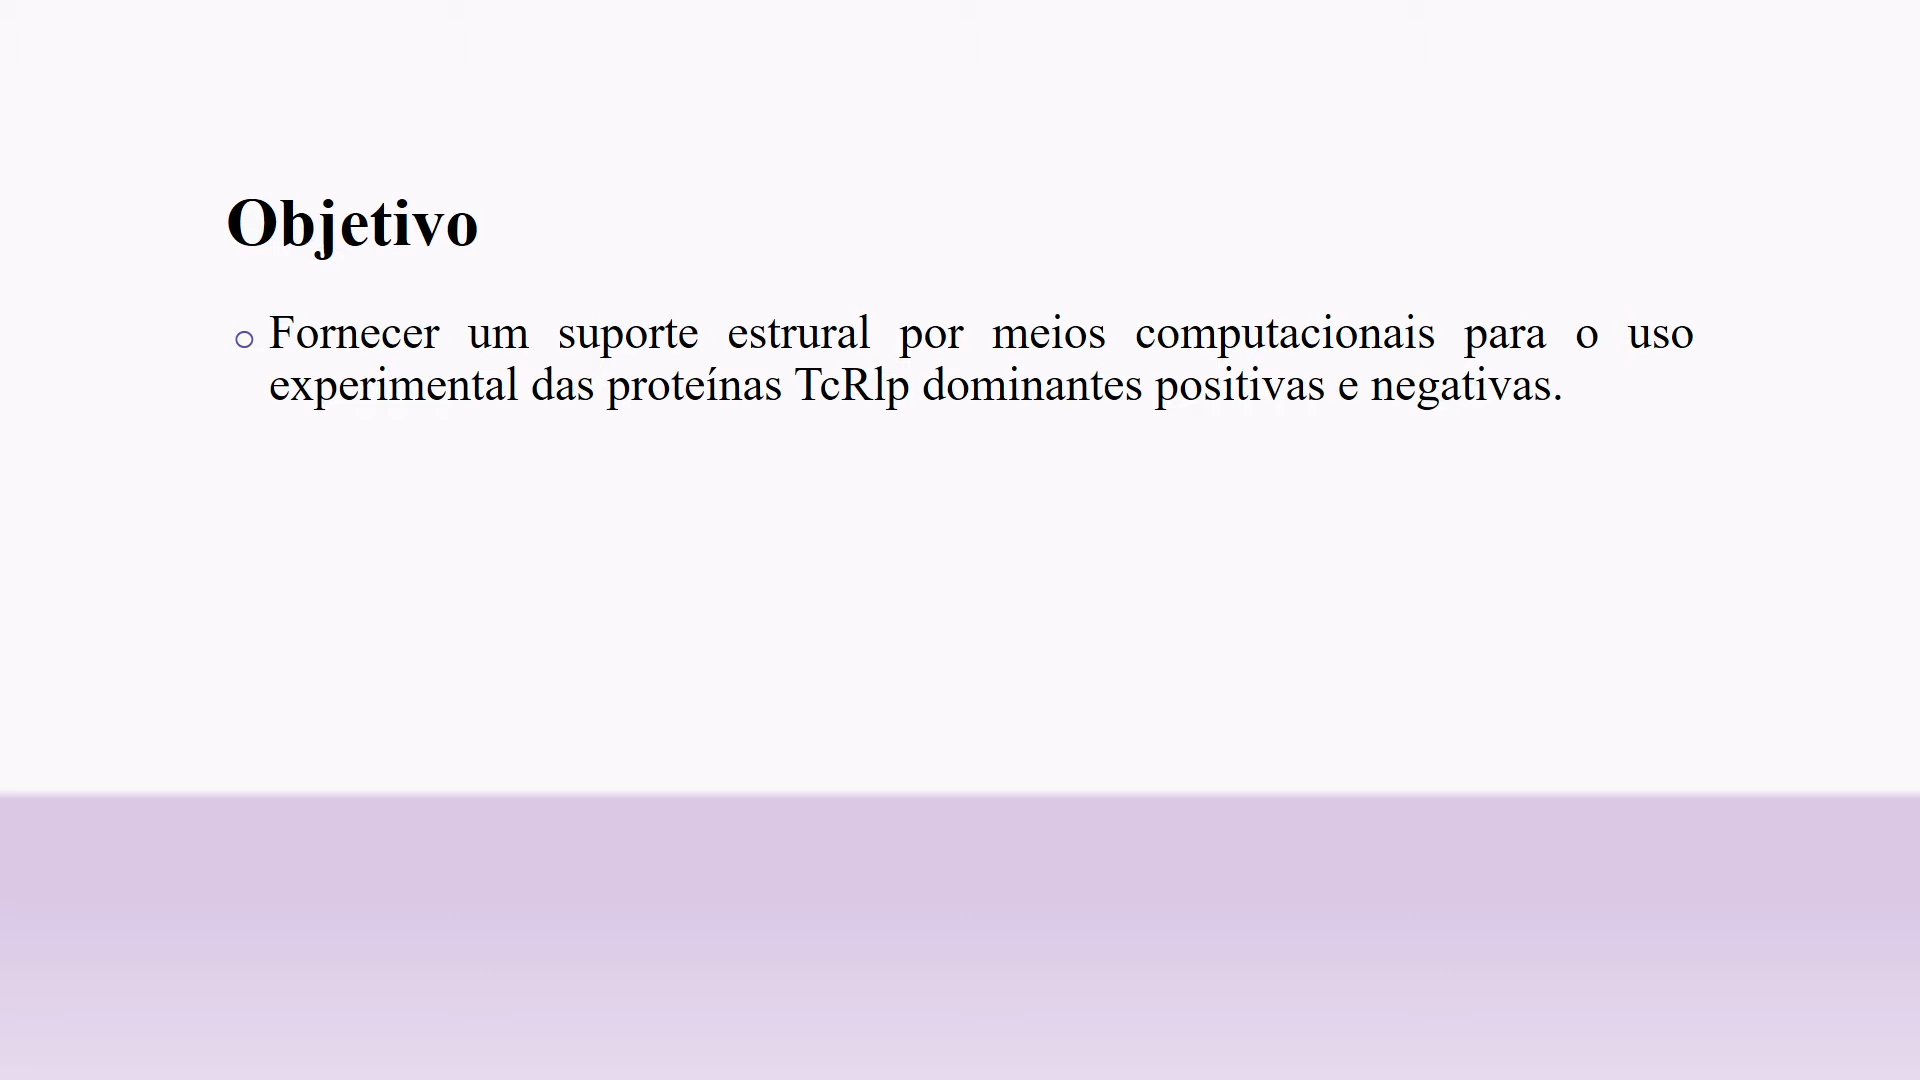 Objetivo
Fornecer um suporte estrural por meios computacionais para o uso
experimental das proteínas TcRlp dominantes positivas e negativas.